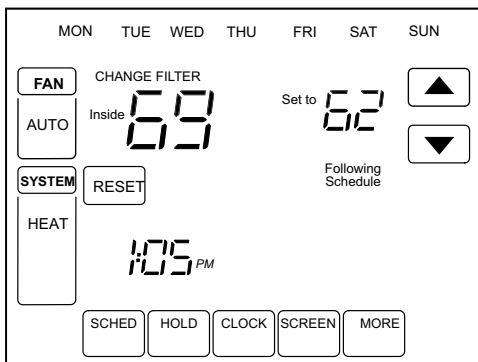 MON TUE WED THU FRI SAT SUN
FAN
AUTO
CHANGE FILTER
Inside 69
Set to 62
Following
Schedule
SYSTEM
HEAT
RESET
1:05 PM
SCHED HOLD CLOCK SCREEN MORE